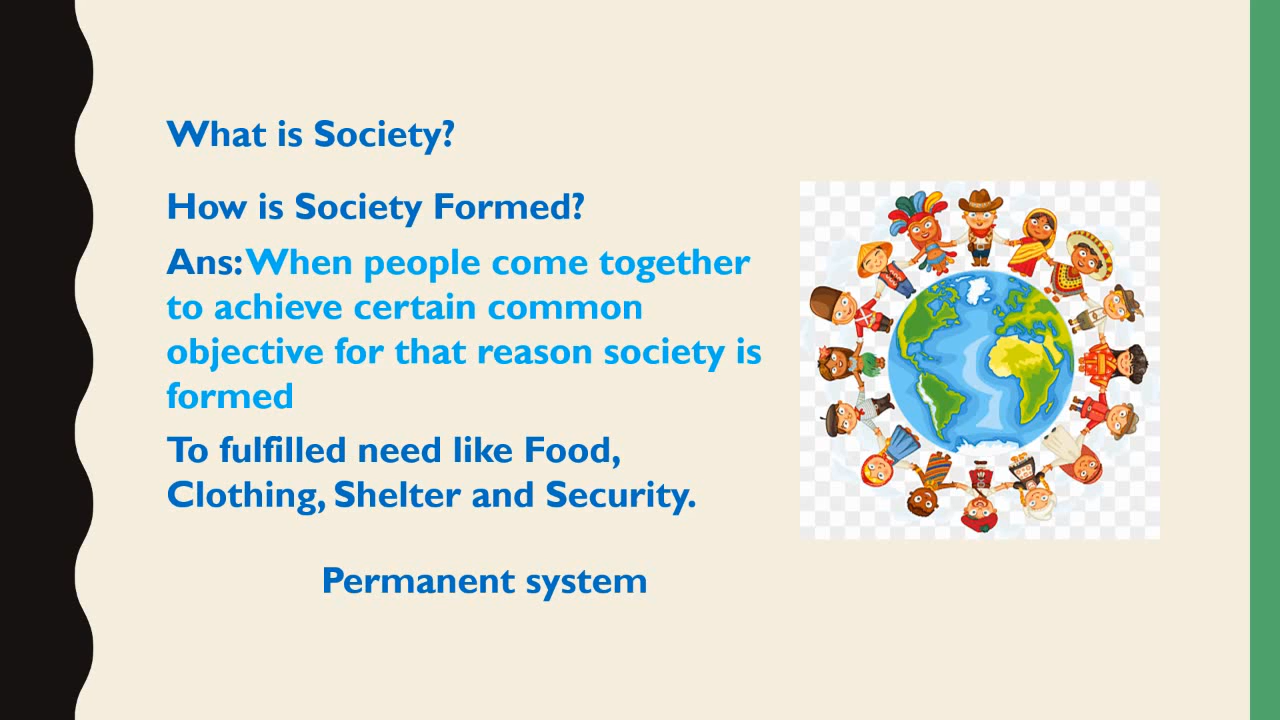 What is Society?
How is Society Formed?
Ans: When people come together
to achieve certain common
objective for that reason society is
formed
To fulfilled need like Food,
Clothing, Shelter and Security.
Permanent system